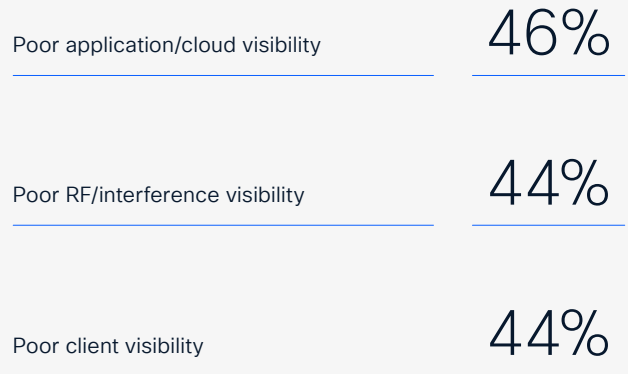 Poor application/cloud visibility 46%
Poor RF/interference visibility 44%
Poor client visibility 44%